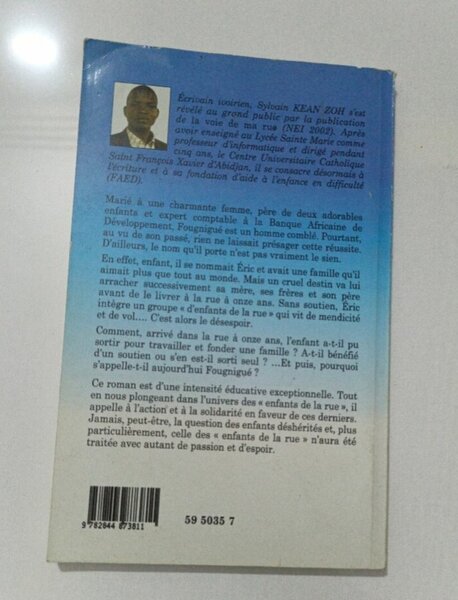 Écrivain ivoirien, Sylvain KEAN ZOH s'est
révélé au grand public par la publication
de la voie de ma rue (NEI 2002). Après
avoir enseigné au Lycée Sainte Marie comme
professeur d'informatique et dirigé pendant
cinq ans, le Centre Universitaire Catholique
Saint François Xavier d'Abidjan, il se consacre désormais à
l'écriture et à sa fondation d'aide à l'enfance en difficulté
(FAED).
Marié à une charmante femme, père de deux adorables
enfants et expert comptable à la Banque Africaine de
Développement, Fougnigué est un homme comblé. Pourtant,
au vif de son passé, rien ne laissait présager cette réussite.
D'ailleurs, le nom qu'il porte n'est pas vraiment le sien.
En effet, enfant, il se nommait Éric et avait une famille qu'il
aimait plus que tout au monde. Mais un cruel destin va lui
arracher successivement sa mère, ses frères et son père
avant de le livrer à la rue à onze ans. Sans soutien, Éric
intègre un groupe « d'enfants de la rue » qui vit de mendicité
et de vol.... C'est alors le désespoir.
Comment, arrivé dans la rue à onze ans, l'enfant a-t-il pu
sortir pour travailler et fonder une famille ? A-t-il bénéficié
d'un soutien ou s'en est-il sorti seul ? ...Et puis, pourquoi
s'appelle-t-il aujourd'hui Fougnigué ?
Ce roman est d'une intensité éducative exceptionnelle. Tout
en nous plongeant dans l'univers des « enfants de la rue », il
appelle à l'action et à la solidarité en faveur de ces derniers.
Jamais, peut-être, la question des enfants déshérités et, plus
particulièrement, celle des « enfants de la rue » n'aura été
traitée avec autant de passion et d'espoir.
9 782844 873811
59 5035 7